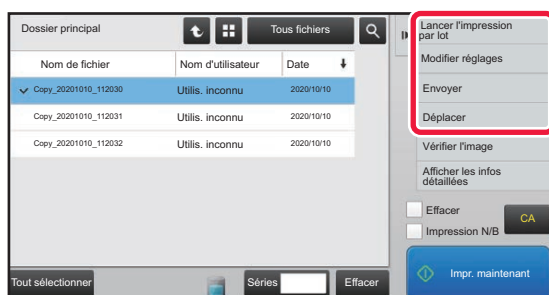 Dossier principal
Tous fichiers
Nom de fichier
Nom d'utilisateur
Date
Copy_20201010_112030
Utilis. inconnu
2020/10/10
Copy_20201010_112031
Utilis. inconnu
2020/10/10
Copy_20201010_112032
Utilis. inconnu
2020/10/10
Tout sélectionner
Séries
Effacer
Lancer l'impression
par lot
Modifier réglages
Envoyer
Déplacer
Vérifier l'image
Afficher les infos
détaillées
Effacer
Impression N/B
CA
Impr. maintenant